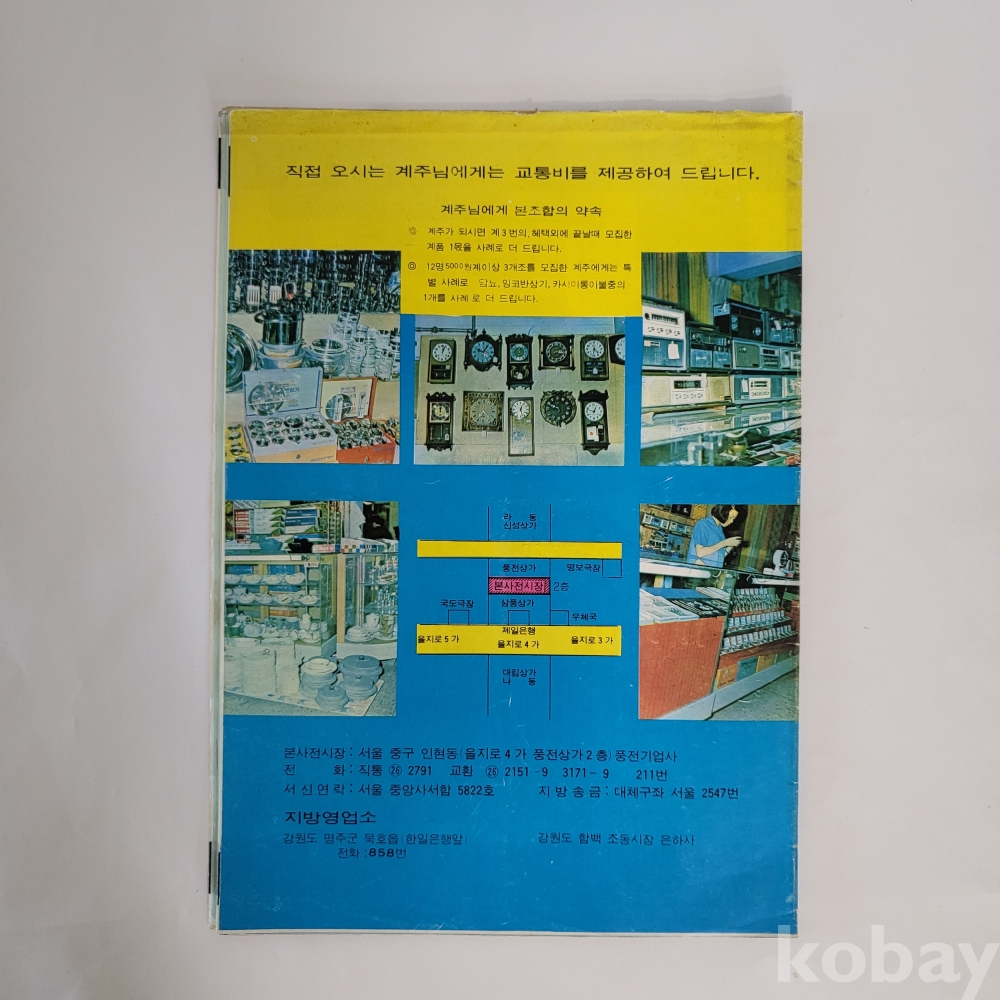 직접 오시는 계주님에게는 교통비를 제공하여 드립니다.
계주님에게 본조합의 약속
◎ 계주가 되시면 계3번의, 혜택외에 끝날때 모집한
계품 1몫을 사례로 더 드립니다.
◎ 12명 5000원계이상 3개조를 모집한 계주에게는 특
별 사례로 담뇨, 잉코반상기, 카시미롱이불중의
1개를 사례로 더 드립니다.
라 동
신성상가
풍전상가
명보극장
본사전시장 2층
국도극장
삼풍상가
우체국
제일은행
을지로 5 가
을지로 4 가
을지로 3 가
대림상가
나 동
본사전시장 : 서울 중구 인현동 (을지로 4 가 풍전상가 2 층) 풍전기업사
전 화 : 직통 ㉖ 2791 교환 ㉖ 2151 - 9 3171 - 9 211번
서 신 연 락 : 서울 중앙사서함 5822호 지 방 송 금 : 대체구좌 서울 2547번
지방영업소
강원도 명주군 묵호읍 (한일은행앞) 강원도 함백 조동시장 은하사
전화 : 858번
kobay